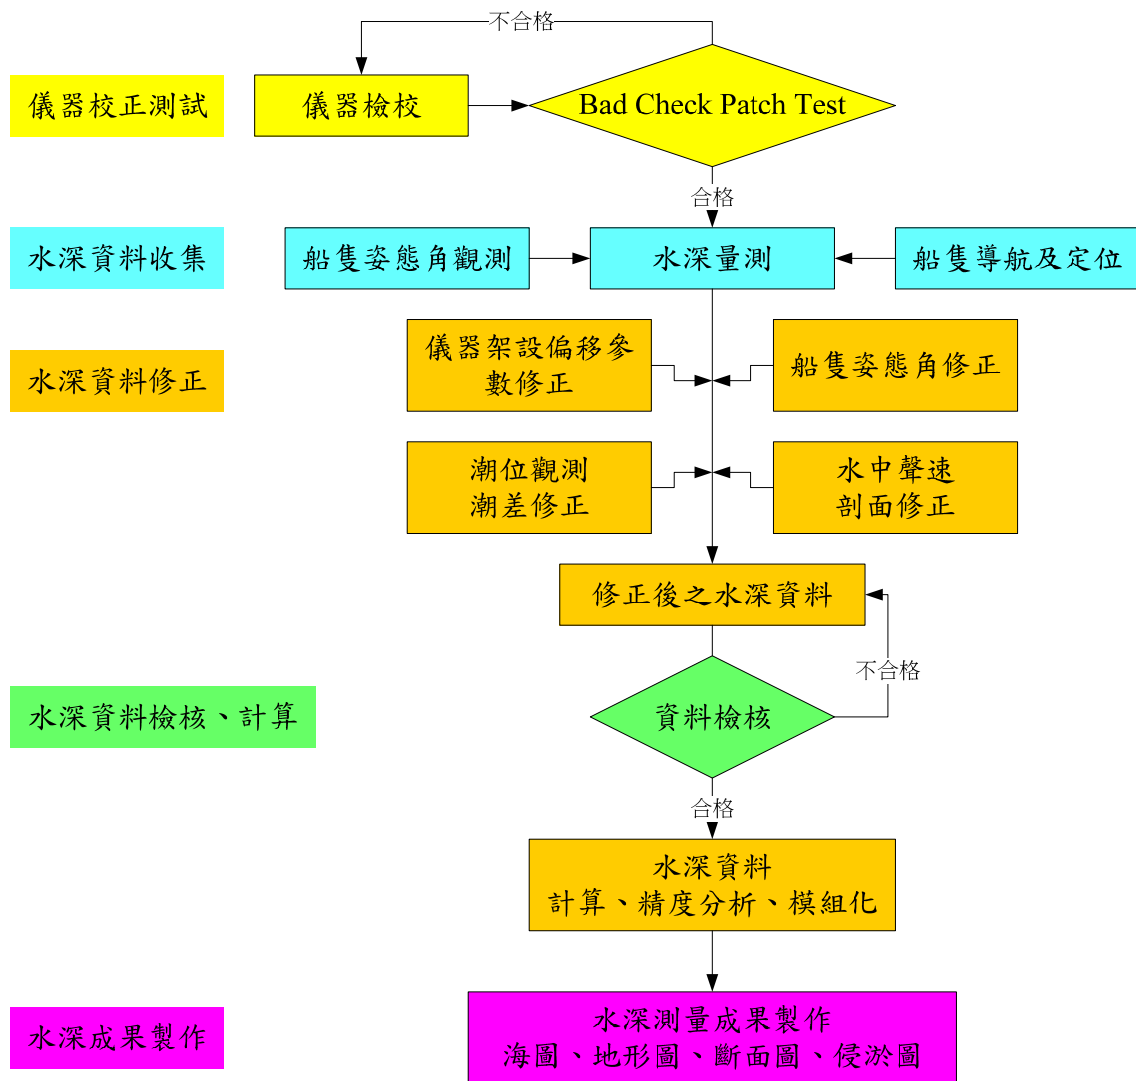 不合格
儀器校正測試
儀器檢校
Bad Check Patch Test
合格
水深資料收集
船隻姿態角觀測
水深量測
船隻導航及定位
水深資料修正
儀器架設偏移參
數修正
船隻姿態角修正
潮位觀測
潮差修正
水中聲速
剖面修正
修正後之水深資料
不合格
水深資料檢核、計算
資料檢核
合格
水深資料
計算、精度分析、模組化
水深成果製作
水深測量成果製作
海圖、地形圖、斷面圖、侵淤圖